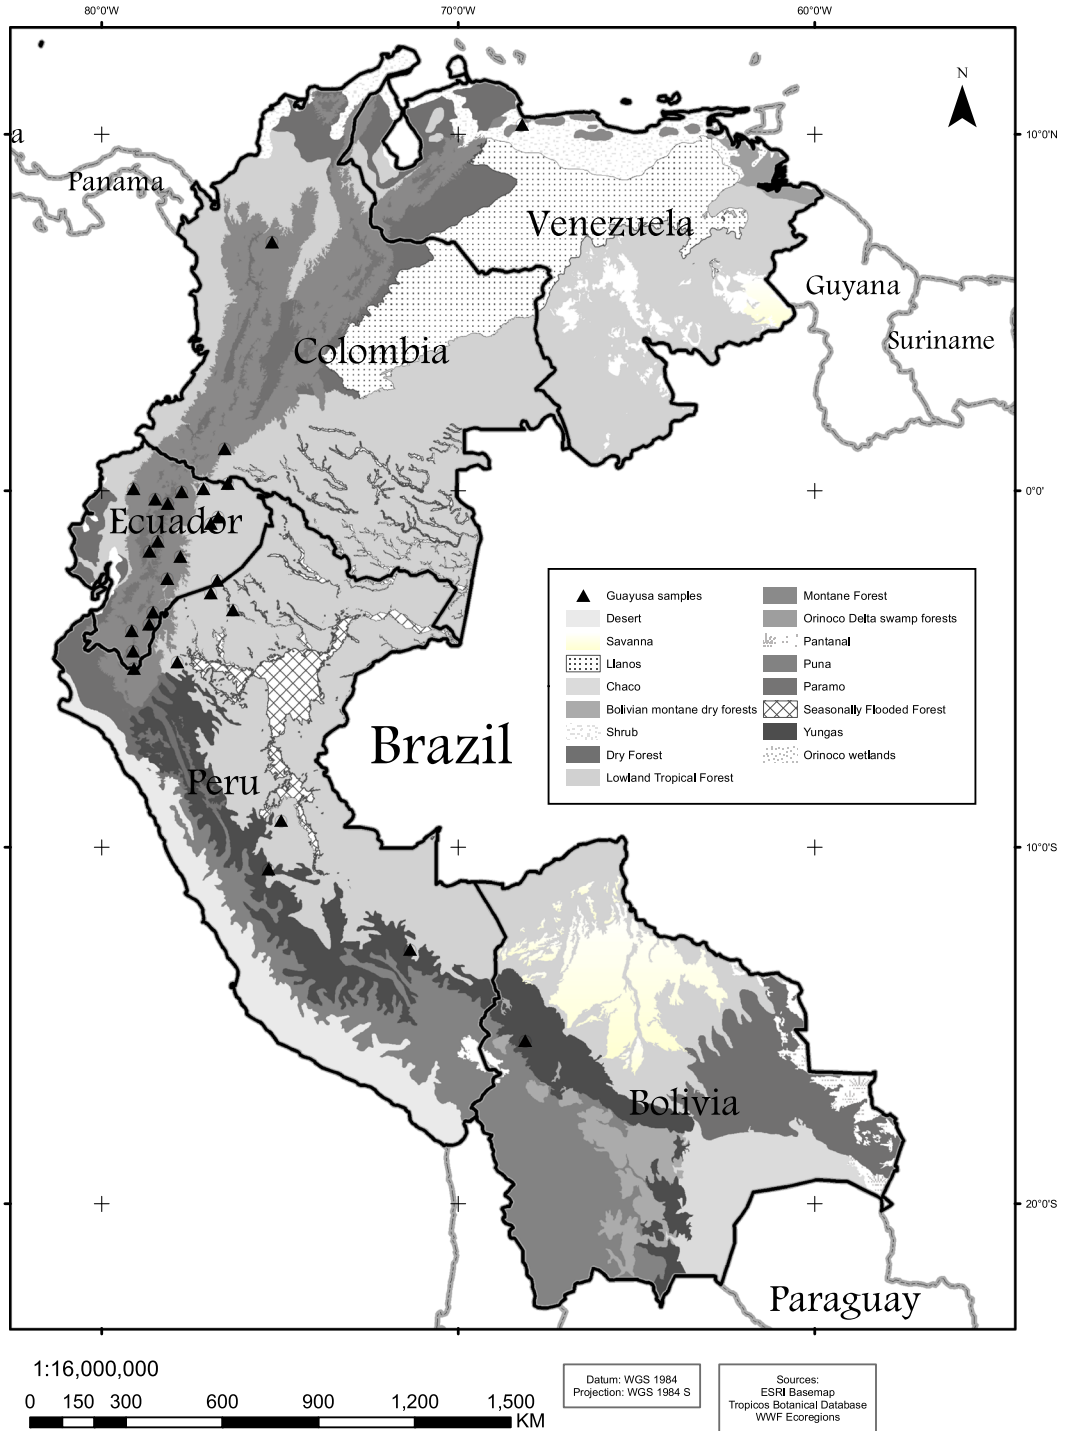 80°0'W 70°0'W 60°0'W
N
a
10°0'N
Panama
Venezuela
Guyana
Suriname
Colombia
0°0'
Ecuador
Guayusa samples
Desert
Savanna
Llanos
Chaco
Bolivian montane dry forests
Shrub
Dry Forest
Lowland Tropical Forest
Montane Forest
Orinoco Delta swamp forests
Pantanal
Puna
Paramo
Seasonally Flooded Forest
Yungas
Orinoco wetlands
Brazil
Peru
10°0'S
Bolivia
20°0'S
Paraguay
1:16,000,000
0 150 300 600 900 1,200 1,500
KM
Datum: WGS 1984
Projection: WGS 1984 S
Sources:
ESRI Basemap
Tropicos Botanical Database
WWF Ecoregions